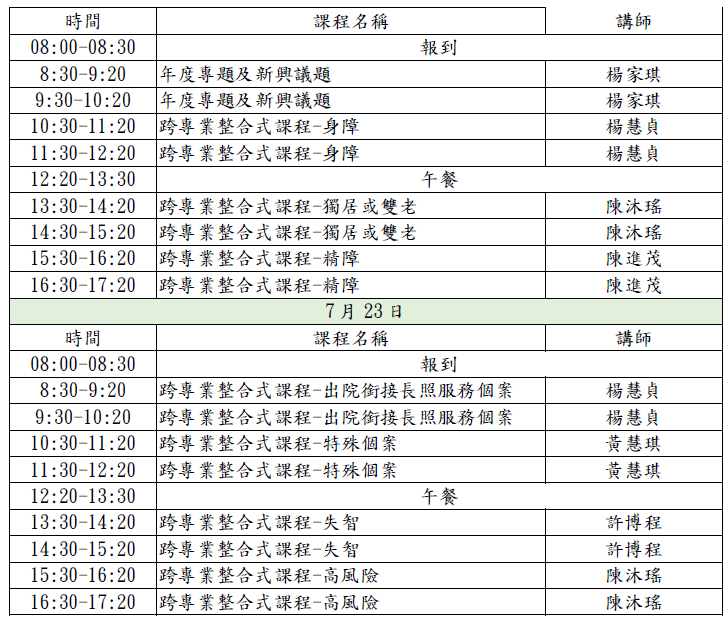 時間 課程名稱 講師
08:00-08:30 報到
8:30-9:20 年度專題及新興議題 楊家琪
9:30-10:20 年度專題及新興議題 楊家琪
10:30-11:20 跨專業整合式課程-身障 楊慧貞
11:30-12:20 跨專業整合式課程-身障 楊慧貞
12:20-13:30 午餐
13:30-14:20 跨專業整合式課程-獨居或雙老 陳沐瑤
14:30-15:20 跨專業整合式課程-獨居或雙老 陳沐瑤
15:30-16:20 跨專業整合式課程-精障 陳進茂
16:30-17:20 跨專業整合式課程-精障 陳進茂
7月23日
時間 課程名稱 講師
08:00-08:30 報到
8:30-9:20 跨專業整合式課程-出院銜接長照服務個案 楊慧貞
9:30-10:20 跨專業整合式課程-出院銜接長照服務個案 楊慧貞
10:30-11:20 跨專業整合式課程-特殊個案 黃慧琪
11:30-12:20 跨專業整合式課程-特殊個案 黃慧琪
12:20-13:30 午餐
13:30-14:20 跨專業整合式課程-失智 許博程
14:30-15:20 跨專業整合式課程-失智 許博程
15:30-16:20 跨專業整合式課程-高風險 陳沐瑤
16:30-17:20 跨專業整合式課程-高風險 陳沐瑤